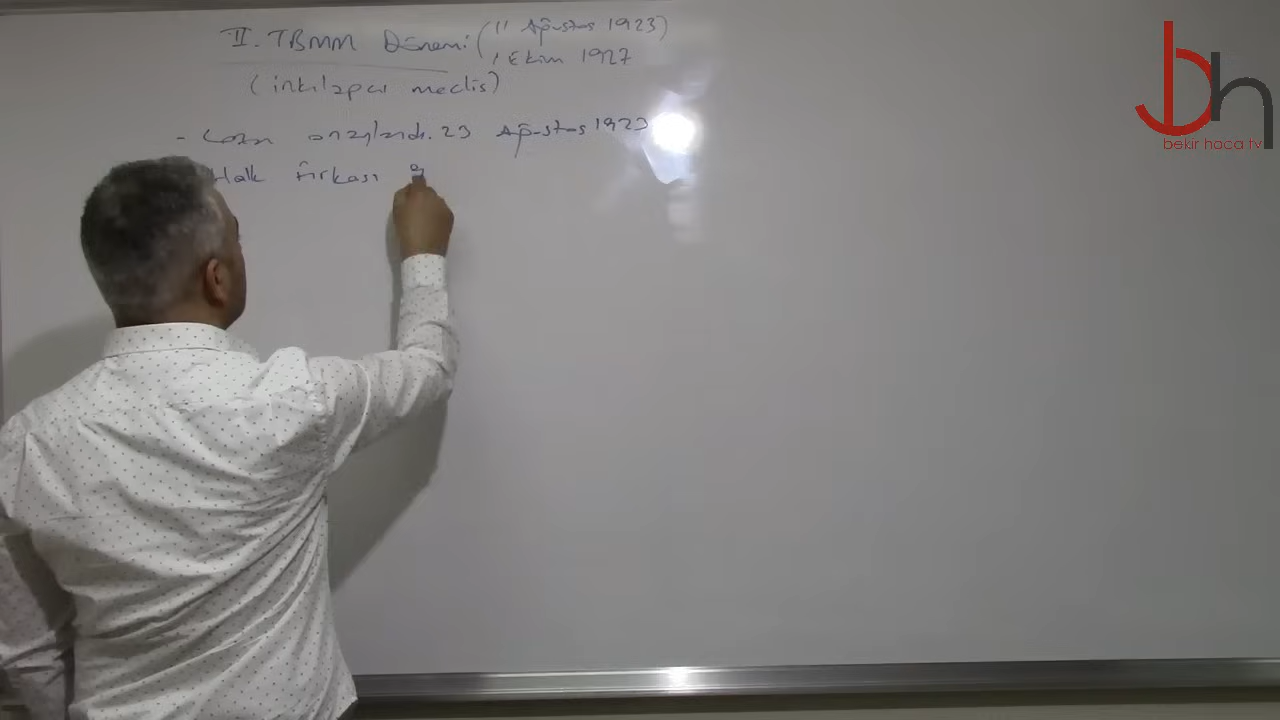 II. TBMM Dönemi (11 Ağustos 1923)
1 Ekim 1927
(inkılapçı meclis)
- Lozan onaylandı. 23 Ağustos 1923
Halk Fırkası
bekir hoca tv